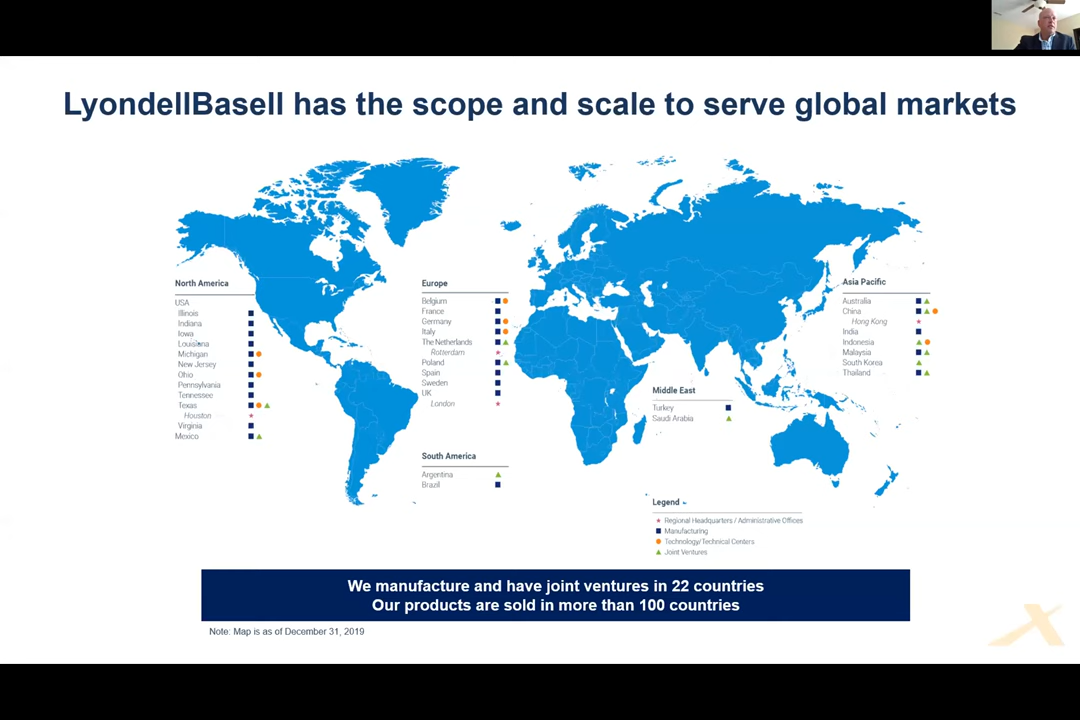 LyondellBasell has the scope and scale to serve global markets
North America
USA
Illinois
Indiana
Iowa
Louisiana
Michigan
New Jersey
Ohio
Pennsylvania
Tennessee
Texas
Houston
Virginia
Mexico
Europe
Belgium
France
Germany
Italy
The Netherlands
Rotterdam
Poland
Spain
Sweden
UK
London
South America
Argentina
Brazil
Middle East
Turkey
Saudi Arabia
Asia Pacific
Australia
China
Hong Kong
India
Indonesia
Malaysia
South Korea
Thailand
Legend
Regional Headquarters / Administrative Offices
Manufacturing
Technology/Technical Centers
Joint Ventures
We manufacture and have joint ventures in 22 countries
Our products are sold in more than 100 countries
Note: Map is as of December 31, 2019